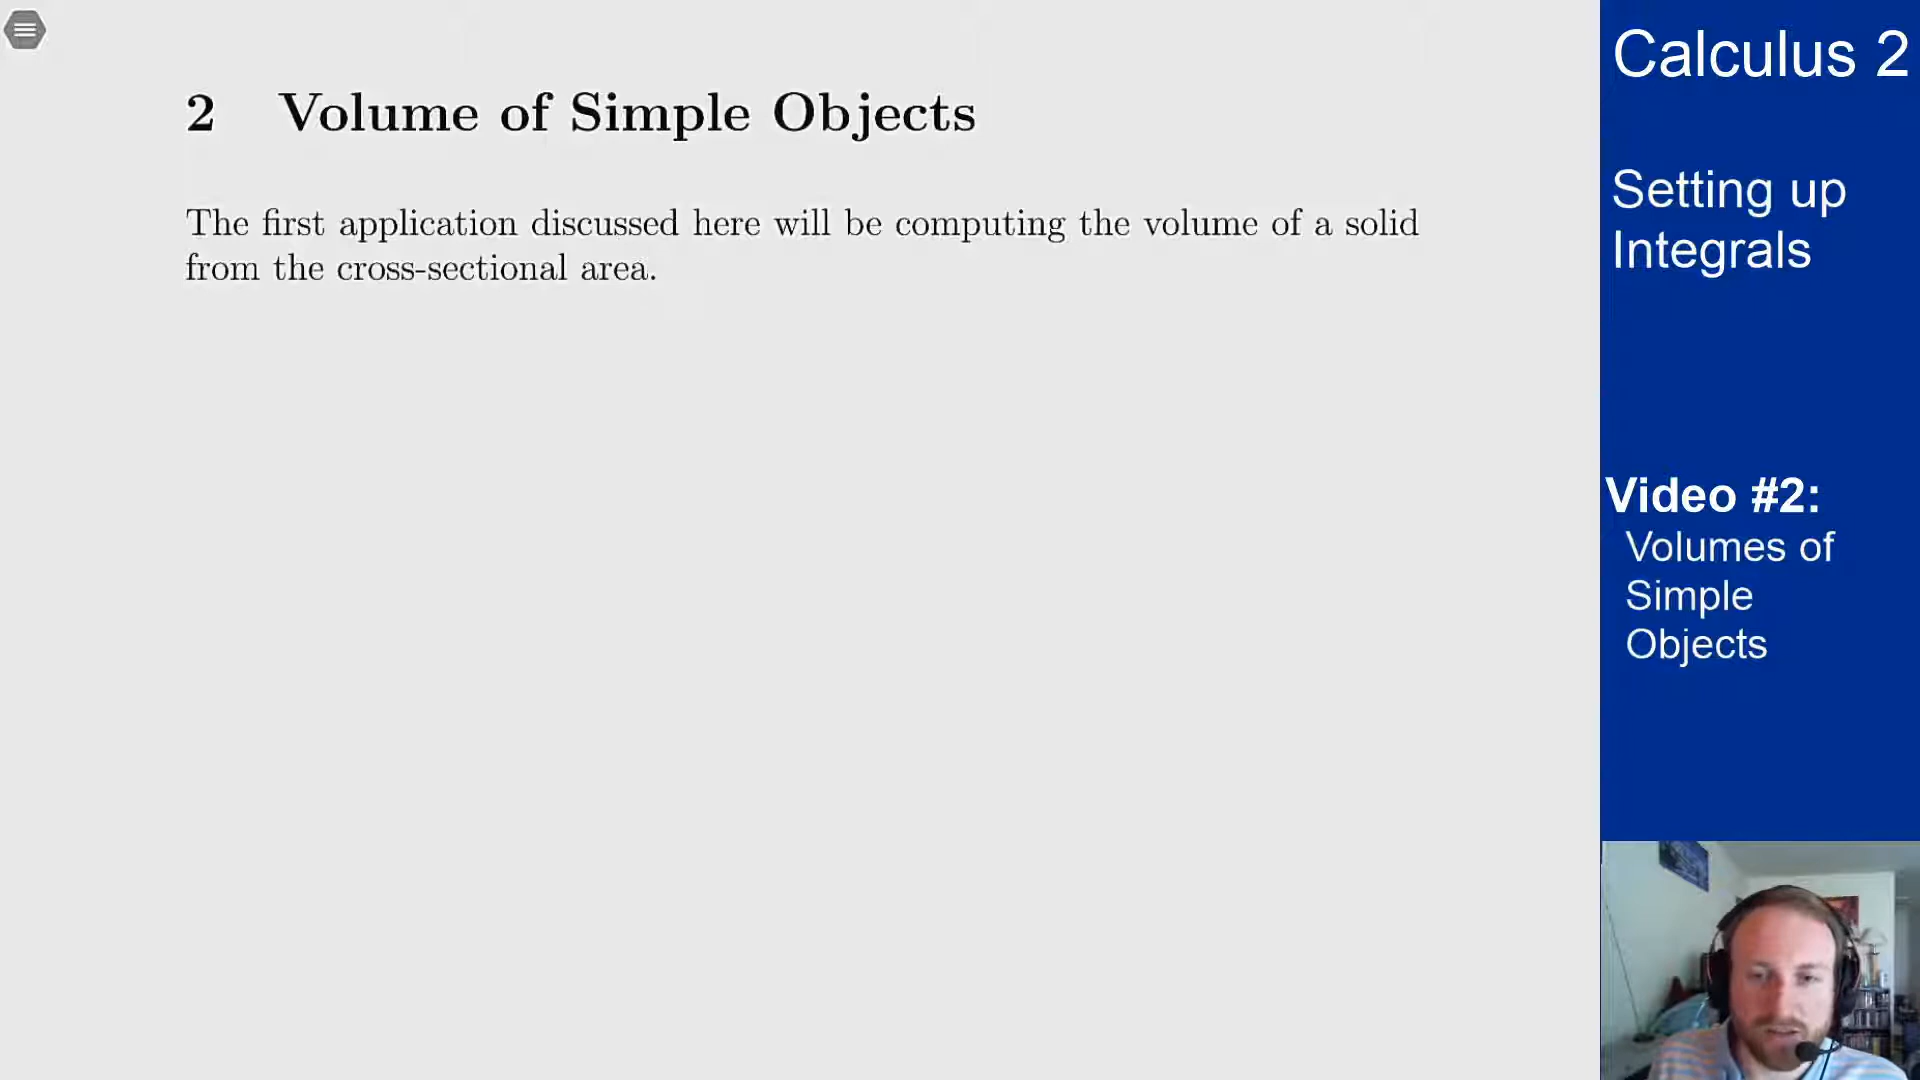 2 Volume of Simple Objects
The first application discussed here will be computing the volume of a solid
from the cross-sectional area.
Calculus 2
Setting up
Integrals
Video #2:
Volumes of
Simple
Objects